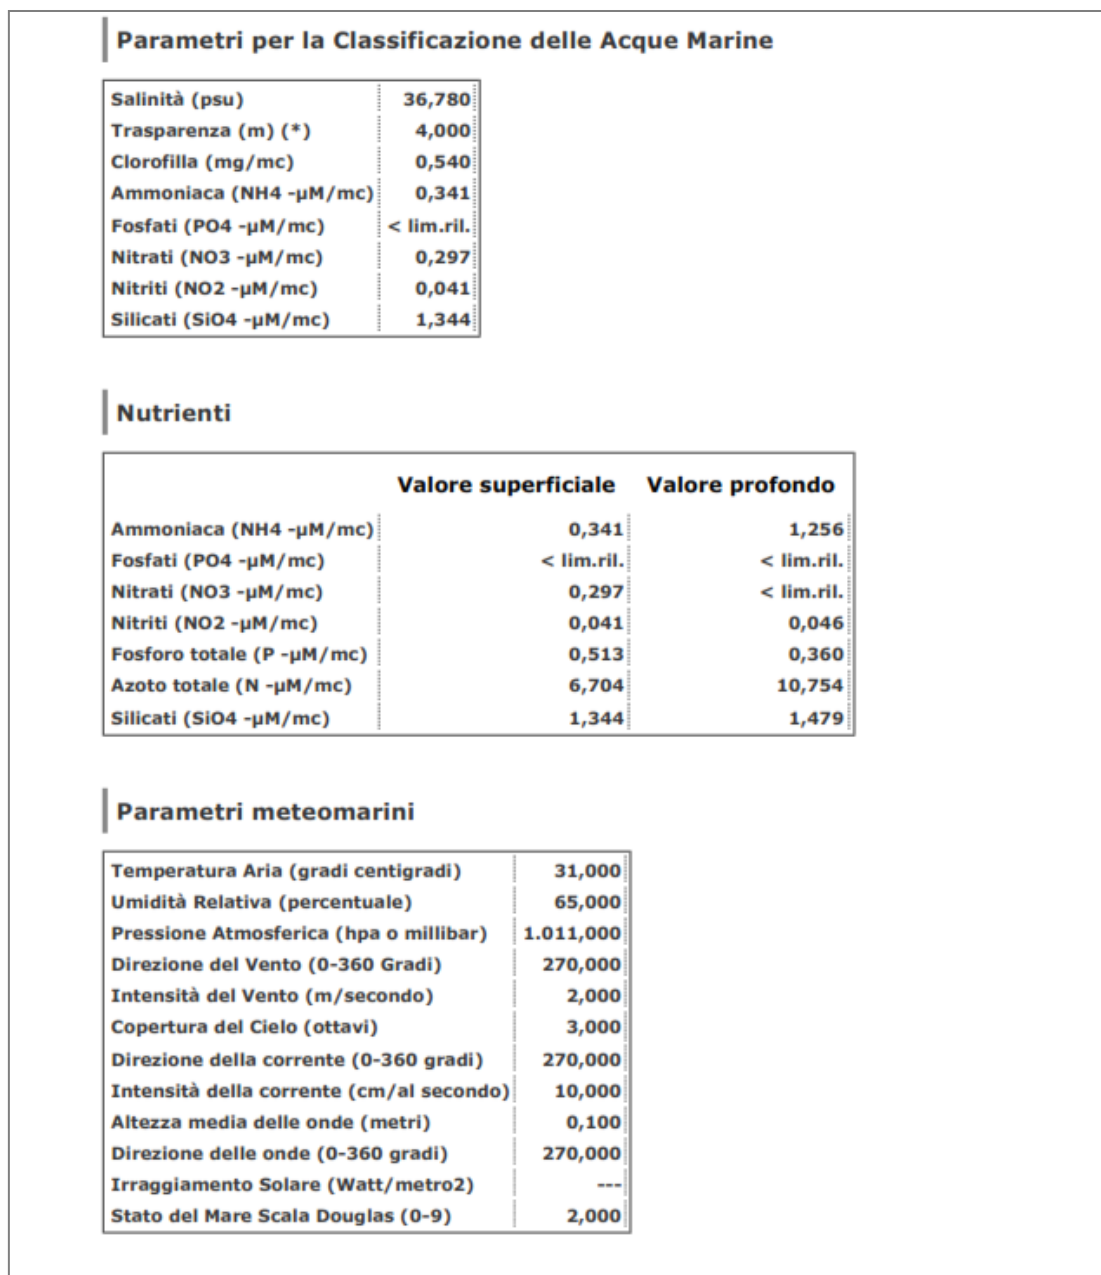 Parametri per la Classificazione delle Acque Marine
Salinità (psu) 36,780
Trasparenza (m) (*) 4,000
Clorofilla (mg/mc) 0,540
Ammoniaca (NH4 -µM/mc) 0,341
Fosfati (PO4 -µM/mc) < lim.ril.
Nitrati (NO3 -µM/mc) 0,297
Nitriti (NO2 -µM/mc) 0,041
Silicati (SiO4 -µM/mc) 1,344
Nutrienti
Valore superficiale Valore profondo
Ammoniaca (NH4 -µM/mc) 0,341 1,256
Fosfati (PO4 -µM/mc) < lim.ril. < lim.ril.
Nitrati (NO3 -µM/mc) 0,297 < lim.ril.
Nitriti (NO2 -µM/mc) 0,041 0,046
Fosforo totale (P -µM/mc) 0,513 0,360
Azoto totale (N -µM/mc) 6,704 10,754
Silicati (SiO4 -µM/mc) 1,344 1,479
Parametri meteomarini
Temperatura Aria (gradi centigradi) 31,000
Umidità Relativa (percentuale) 65,000
Pressione Atmosferica (hpa o millibar) 1.011,000
Direzione del Vento (0-360 Gradi) 270,000
Intensità del Vento (m/secondo) 2,000
Copertura del Cielo (ottavi) 3,000
Direzione della corrente (0-360 gradi) 270,000
Intensità della corrente (cm/al secondo) 10,000
Altezza media delle onde (metri) 0,100
Direzione delle onde (0-360 gradi) 270,000
Irraggiamento Solare (Watt/metro2) ---
Stato del Mare Scala Douglas (0-9) 2,000